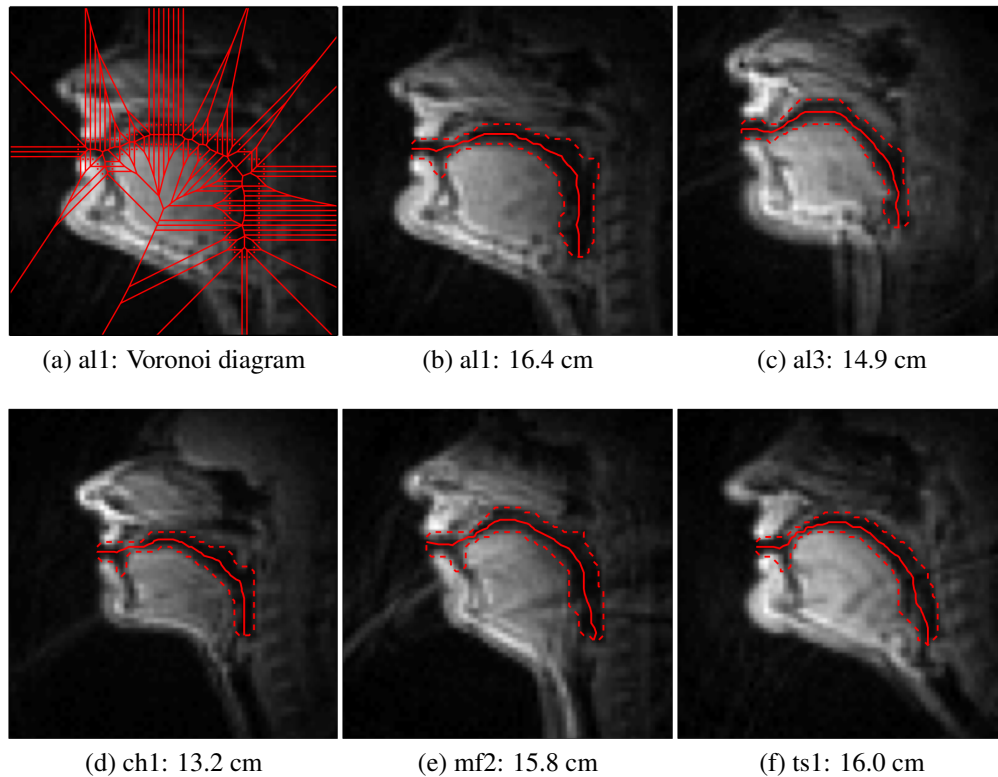 (a) al1: Voronoi diagram
(b) al1: 16.4 cm
(c) al3: 14.9 cm
(d) ch1: 13.2 cm
(e) mf2: 15.8 cm
(f) ts1: 16.0 cm